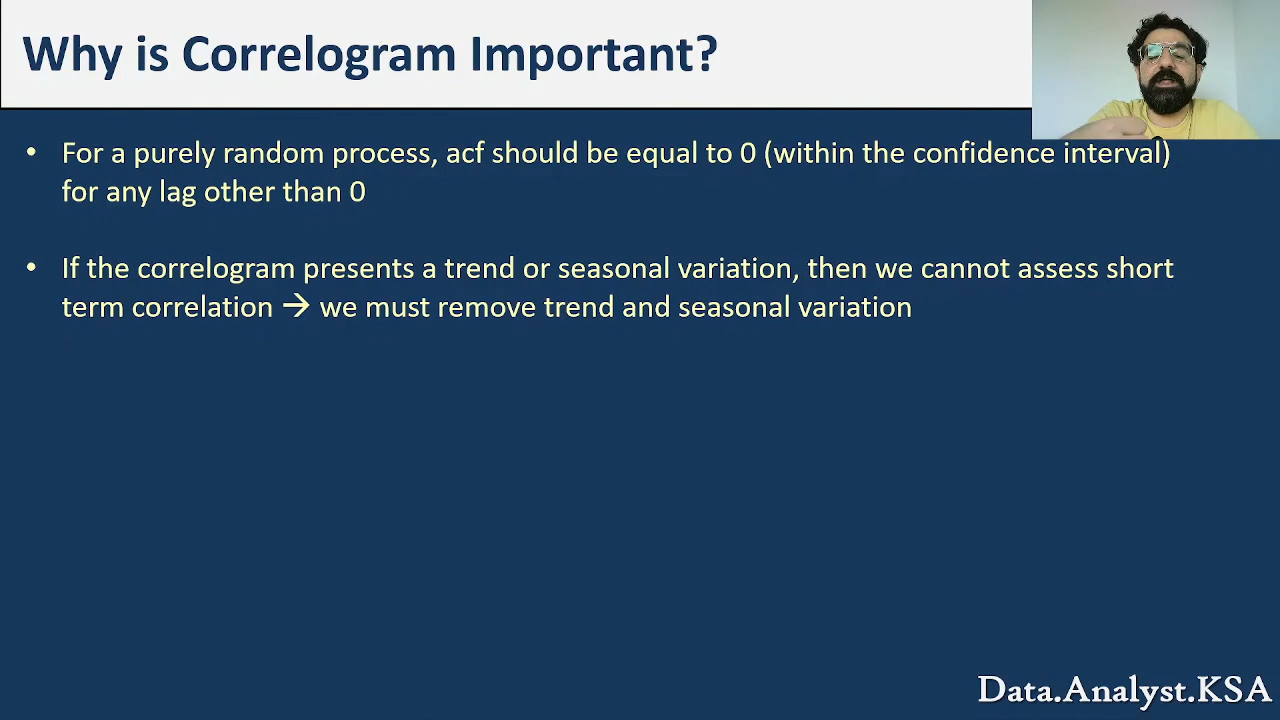 Why is Correlogram Important?
• For a purely random process, acf should be equal to 0 (within the confidence interval)
for any lag other than 0
• If the correlogram presents a trend or seasonal variation, then we cannot assess short
term correlation → we must remove trend and seasonal variation
Data.Analyst.KSA